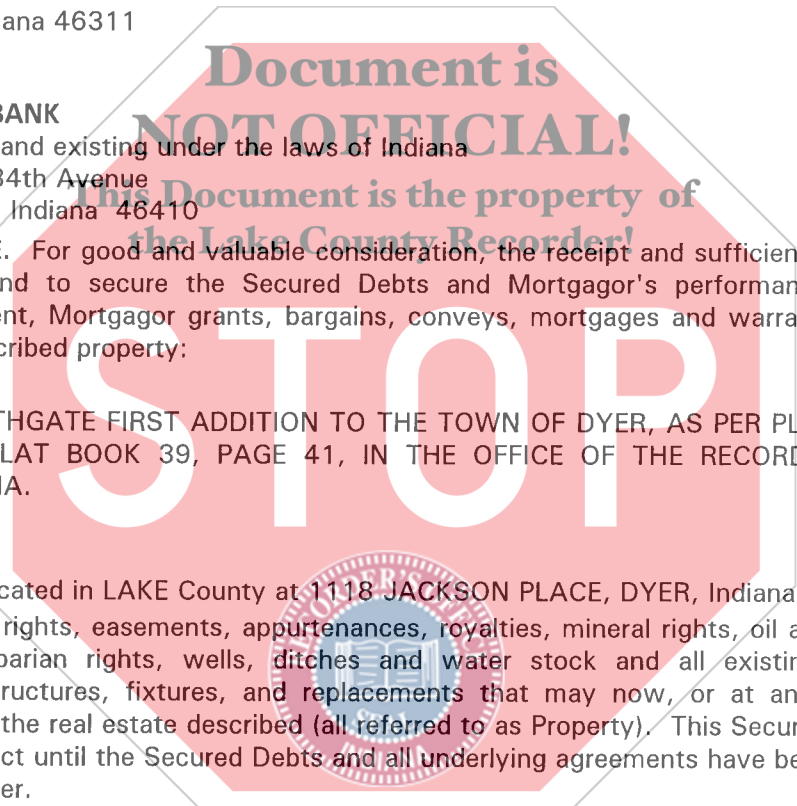 iana 46311
Document is
BANK
NOT OFFICIAL!
and existing under the laws of Indiana
34th Avenue
This Document is the property of
Indiana 46410
the Lake County Recorder!
E. For good and valuable consideration, the receipt and sufficien
nd to secure the Secured Debts and Mortgagor's performan
ent, Mortgagor grants, bargains, conveys, mortgages and warra
cribed property:
STOP
THGATE FIRST ADDITION TO THE TOWN OF DYER, AS PER PL
LAT BOOK 39, PAGE 41, IN THE OFFICE OF THE RECORD
NA.
cated in LAKE County at 1118 JACKSON PLACE, DYER, Indiana
rights, easements, appurtenances, royalties, mineral rights, oil a
parian rights, wells, ditches and water stock and all existin
ructures, fixtures, and replacements that may now, or at an
the real estate described (all referred to as Property). This Secur
ct until the Secured Debts and all underlying agreements have be
er.
SEAL
INDIANA